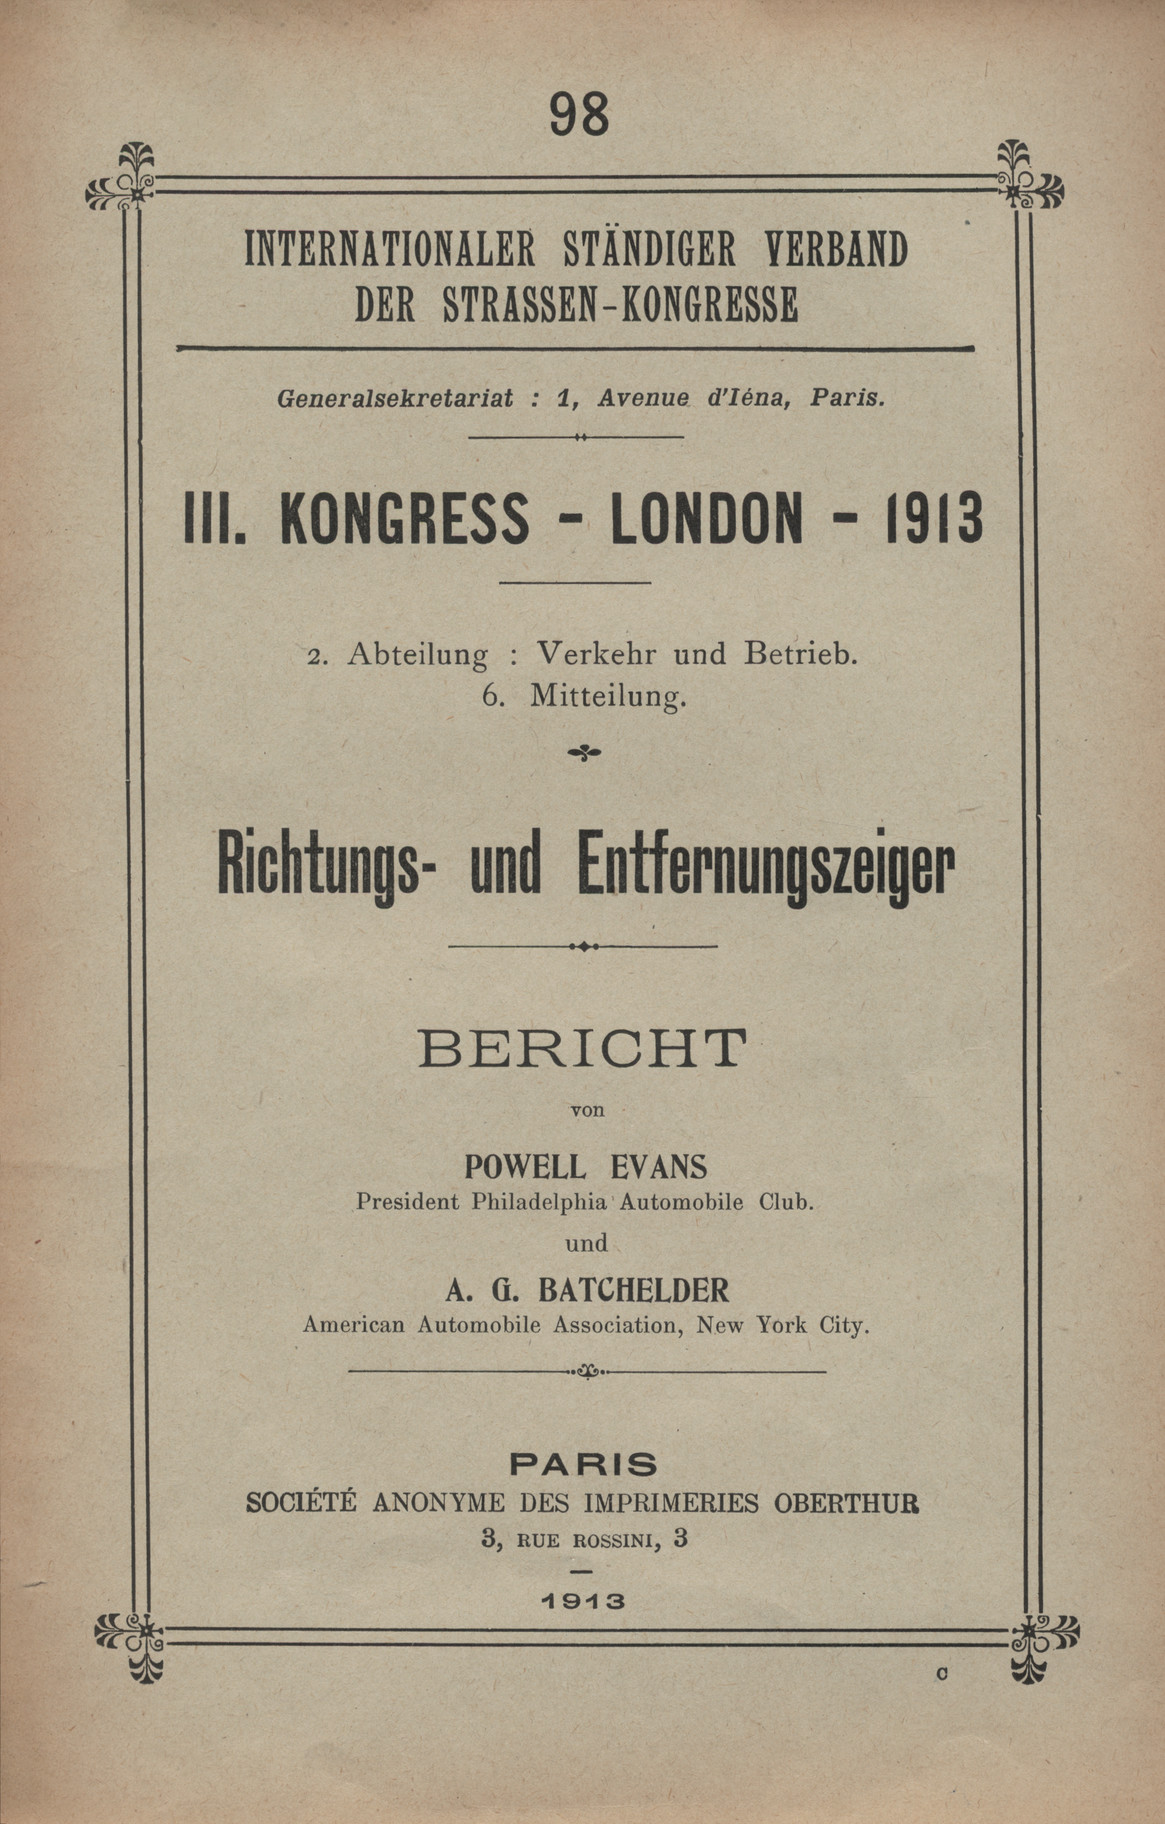 98
INTERNATIONALER STÄNDIGER VERBAND
DER STRASSEN-KONGRESSE
Generalsekretariat : 1, Avenue d'Iéna, Paris.
III. KONGRESS - LONDON - 1913
2. Abteilung : Verkehr und Betrieb.
6. Mitteilung.
Richtungs- und Entfernungszeiger
BERICHT
von
POWELL EVANS
President Philadelphia Automobile Club.
und
A. G. BATCHELDER
American Automobile Association, New York City.
PARIS
SOCIÉTÉ ANONYME DES IMPRIMERIES OBERTHUR
3, RUE ROSSINI, 3
1913
C